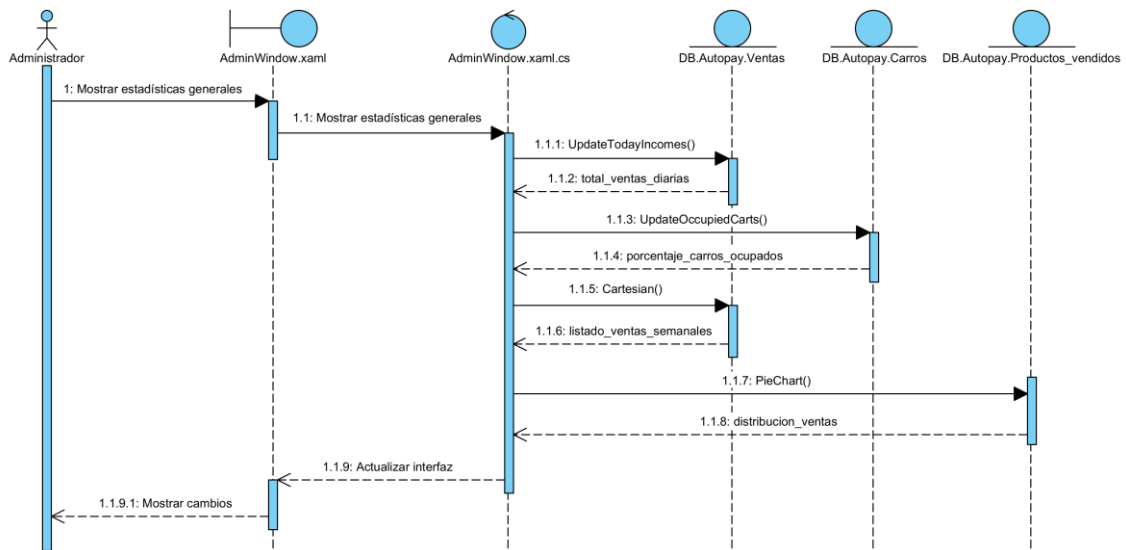 Administrador
AdminWindow.xaml
AdminWindow.xaml.cs
DB.Autopay.Ventas
DB.Autopay.Carros
DB.Autopay.Productos_vendidos
1: Mostrar estadísticas generales
1.1: Mostrar estadísticas generales
1.1.1: UpdateTodayIncomes()
1.1.2: total_ventas_diarias
1.1.3: UpdateOccupiedCarts()
1.1.4: porcentaje_carros_ocupados
1.1.5: Cartesian()
1.1.6: listado_ventas_semanales
1.1.7: PieChart()
1.1.8: distribucion_ventas
1.1.9: Actualizar interfaz
1.1.9.1: Mostrar cambios